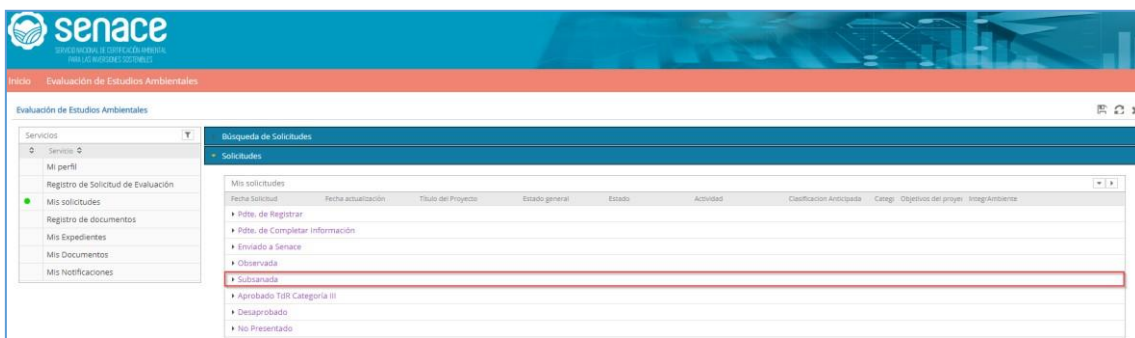 senace
SERVICIO NACIONAL DE CERTIFICACIÓN AMBIENTAL
PARA LAS INVERSIONES SOSTENIBLES
Inicio Evaluación de Estudios Ambientales
Evaluación de Estudios Ambientales
Servicios
Servicio
Mi perfil
Registro de Solicitud de Evaluación
Mis solicitudes
Registro de documentos
Mis Expedientes
Mis Documentos
Mis Notificaciones
Búsqueda de Solicitudes
Solicitudes
Mis solicitudes
Fecha Solicitud Fecha actualización Título del Proyecto Estado general Estado Actividad Clasificación Anticipada Categi Objetivos del proyec IntegrAmbiente
Pdte. de Registrar
Pdte. de Completar información
Enviado a Senace
Observada
Subsanada
Aprobado TdR Categoría III
Desaprobado
No Presentado